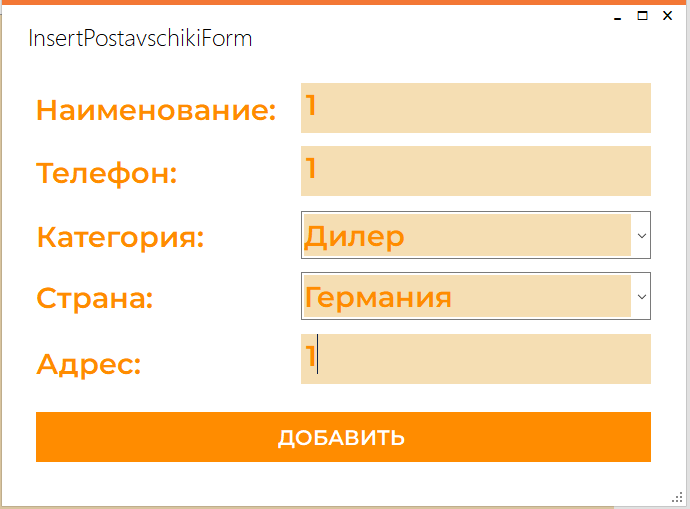 InsertPostavschikiForm
Наименование: 1
Телефон: 1
Категория: Дилер
Страна: Германия
Адрес: 1
ДОБАВИТЬ